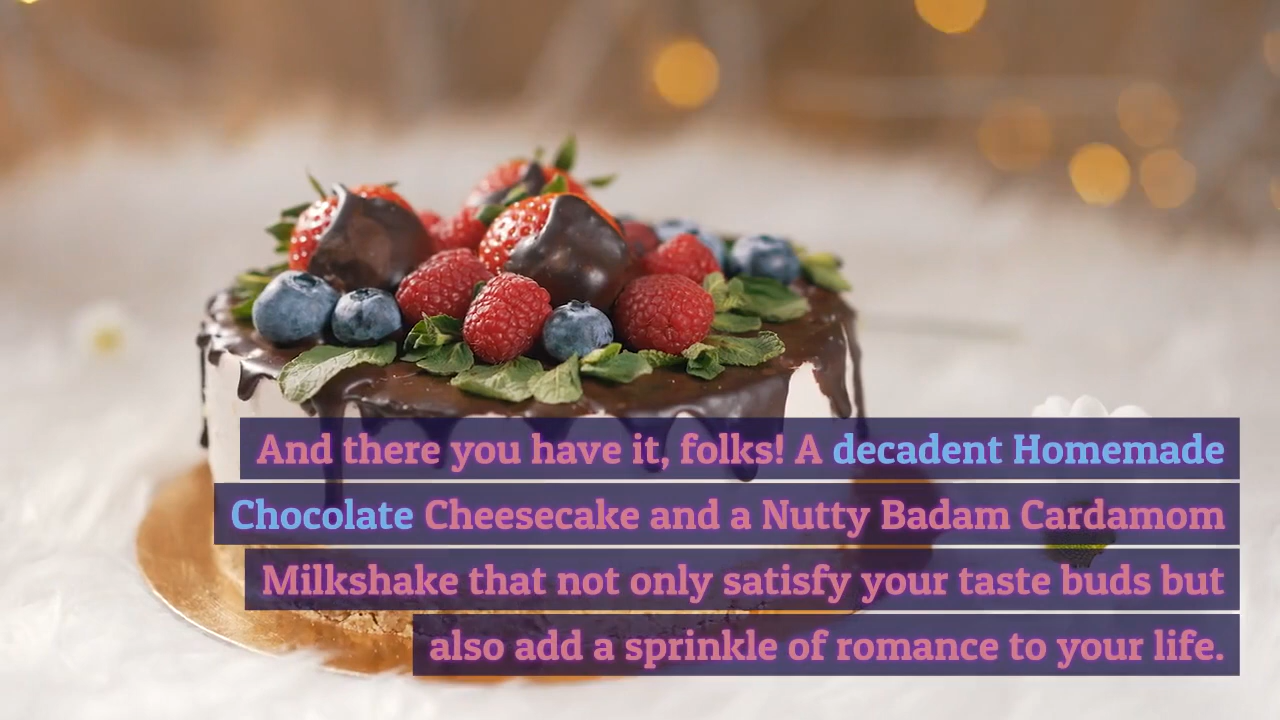 And there you have it, folks! A decadent Homemade
Chocolate Cheesecake and a Nutty Badam Cardamom
Milkshake that not only satisfy your taste buds but
also add a sprinkle of romance to your life.